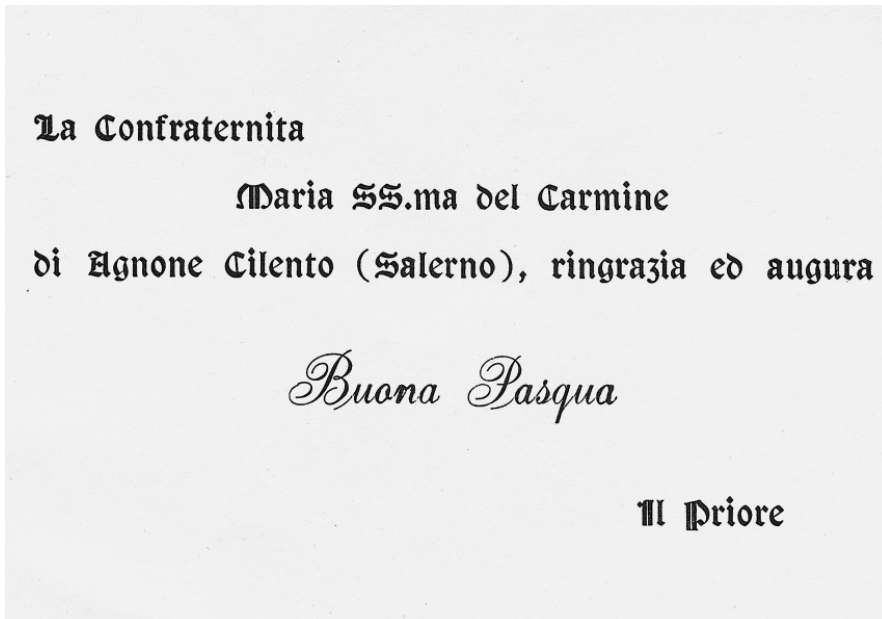 La Confraternita
Maria SS.ma del Carmine
di Agnone Cilento (Salerno), ringrazia ed augura
Buona Pasqua
Il Priore